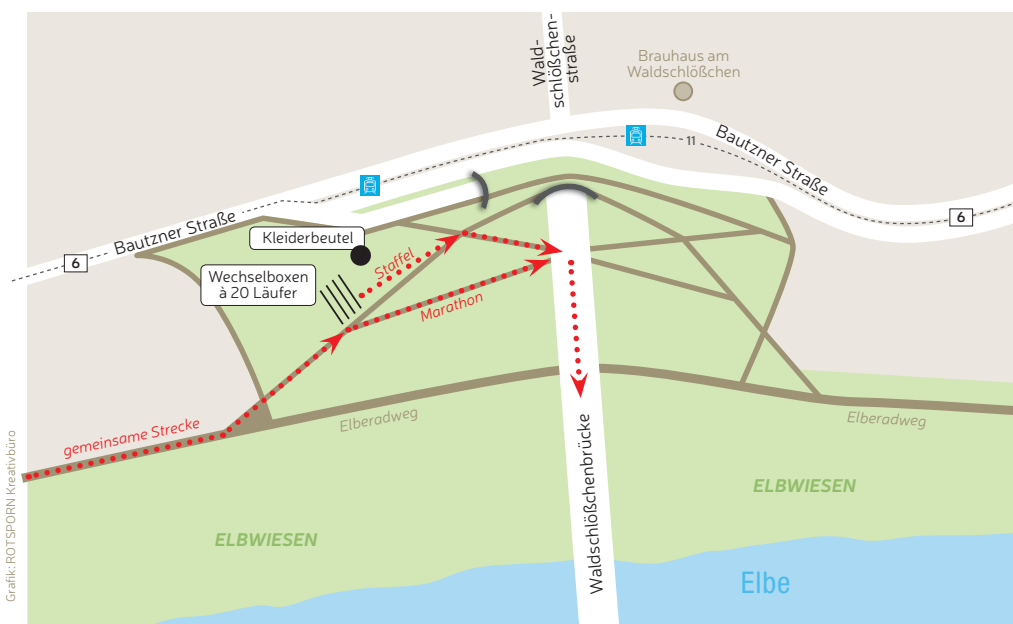 Wald-
schlößchen-
straße
Brauhaus am
Waldschlößchen
11
Bautzner Straße
6
Bautzner Straße
6
Kleiderbeutel
Wechselboxen
à 20 Läufer
Staffel
Marathon
gemeinsame Strecke
Elberadweg
Elberadweg
Waldschlößchenbrücke
ELBWIESEN
ELBWIESEN
Elbe
Grafik: ROTSPORN Kreativbüro